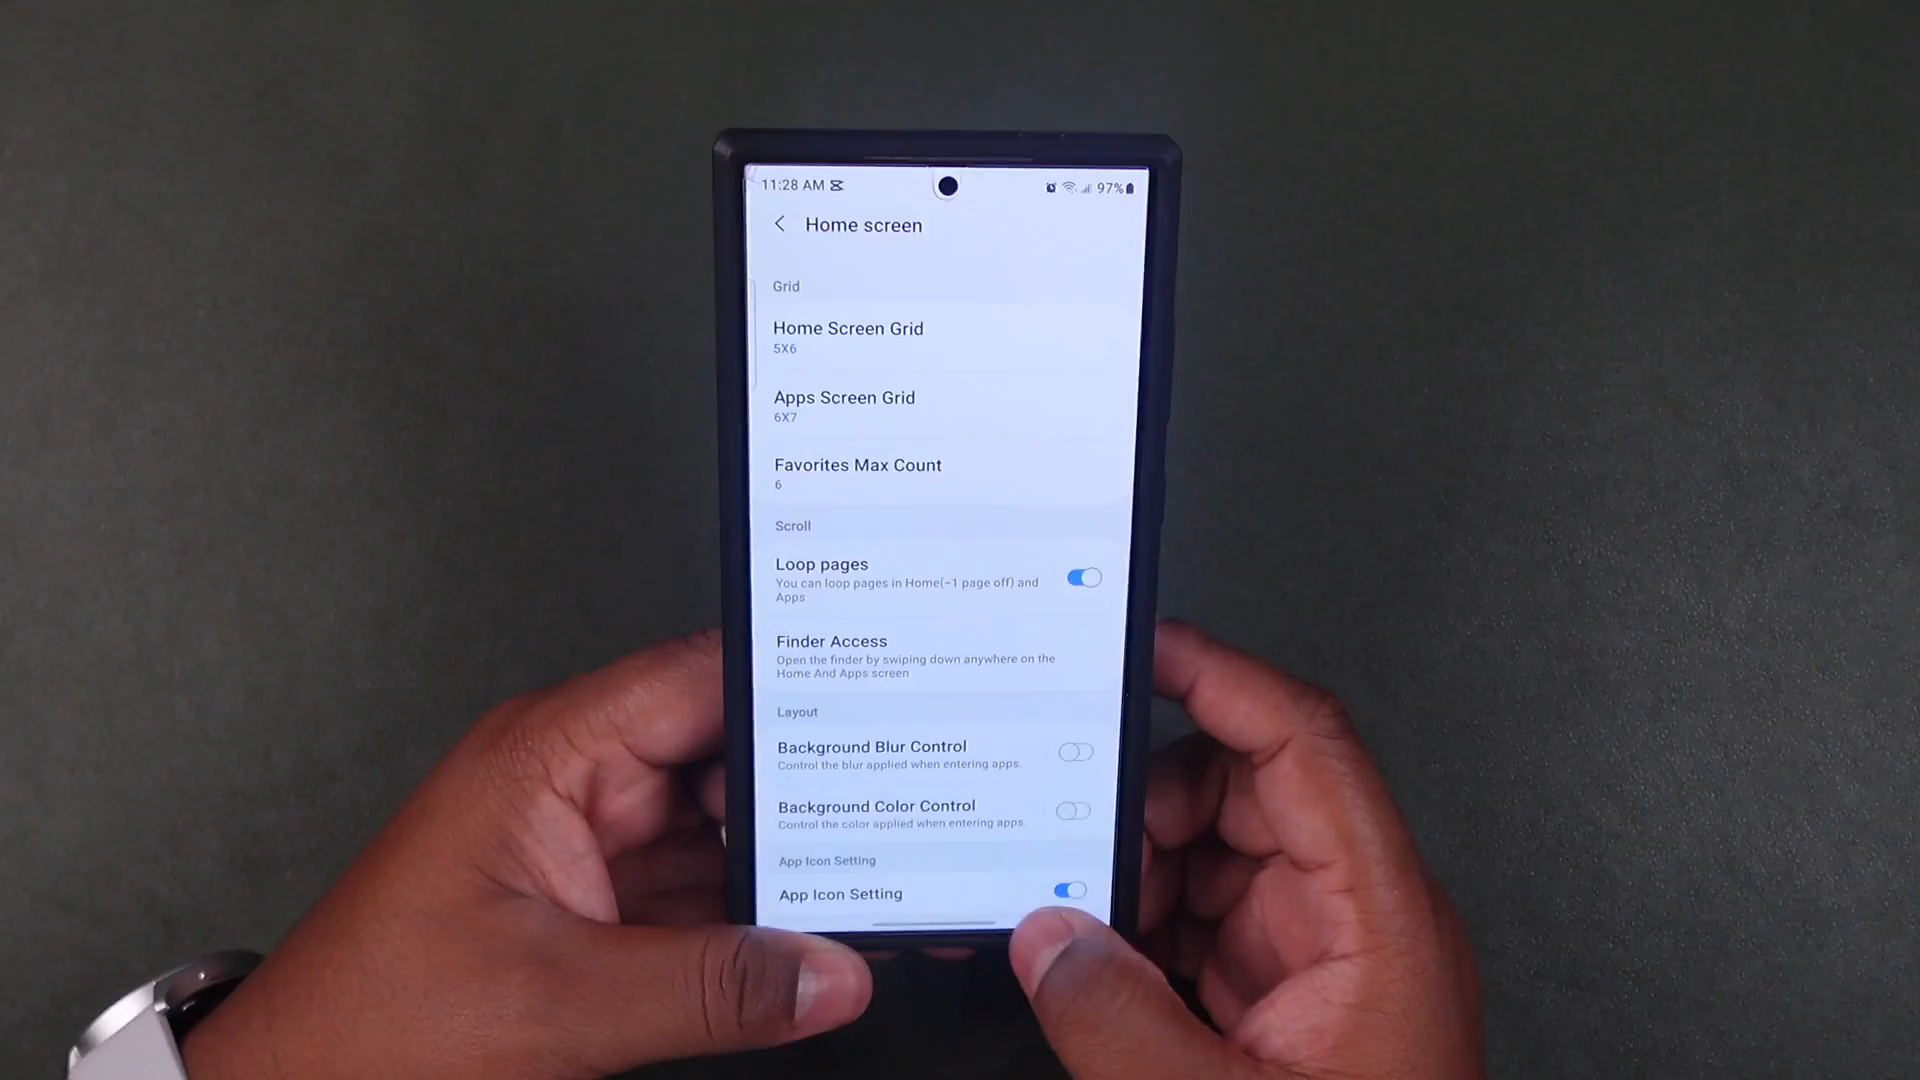 11:28 AM
97%
Home screen
Grid
Home Screen Grid
5X6
Apps Screen Grid
6X7
Favorites Max Count
6
Scroll
Loop pages
You can loop pages in Home(-1 page off) and
Apps
Finder Access
Open the finder by swiping down anywhere on the
Home And Apps screen
Layout
Background Blur Control
Control the blur applied when entering apps.
Background Color Control
Control the color applied when entering apps.
App Icon Setting
App Icon Setting